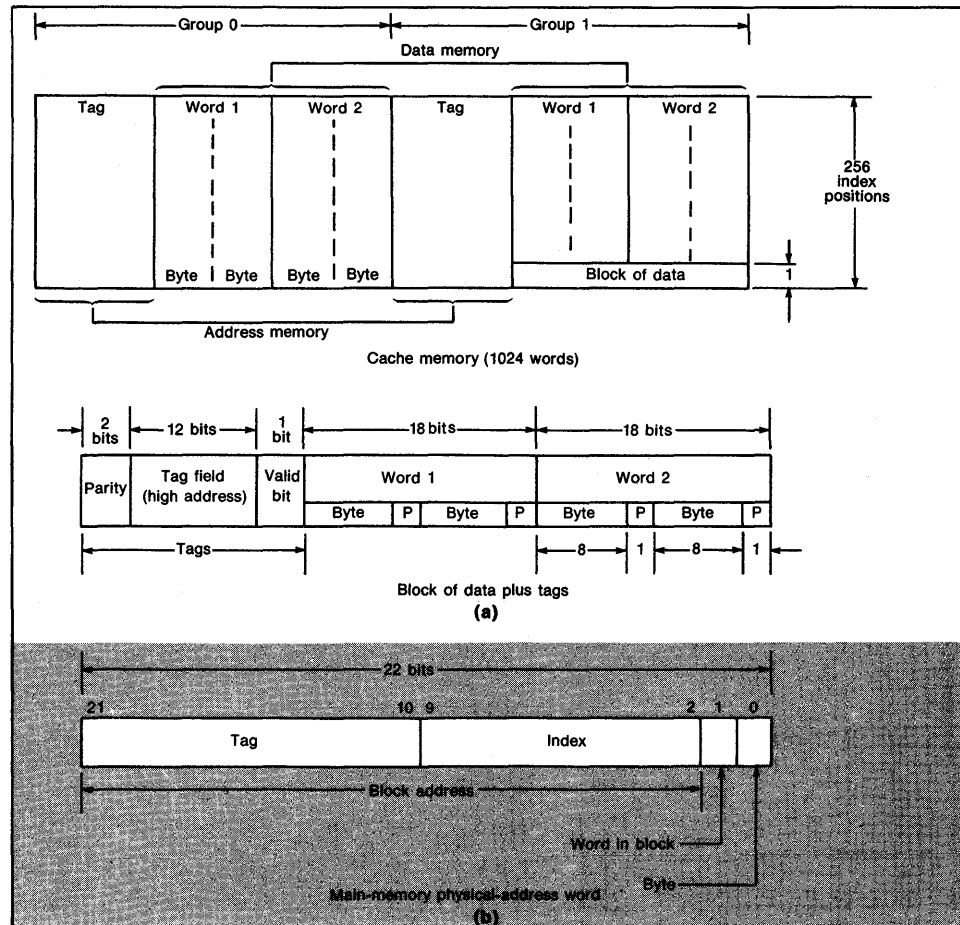 Group 0 Group 1
Data memory
Tag Word 1 Word 2 Tag Word 1 Word 2
256
index
positions
Byte Byte Byte Byte Block of data 1
Address memory
Cache memory (1024 words)
2
bits 12 bits 1
bit 18 bits 18 bits
Parity Tag field
(high address) Valid
bit Word 1 Word 2
Byte P Byte P Byte P Byte P
Tags 8 1 8 1
Block of data plus tags
(a)
22 bits
21 10 9 2 1 0
Tag Index
Block address
Word in block
Byte
Main-memory physical-address word
(b)